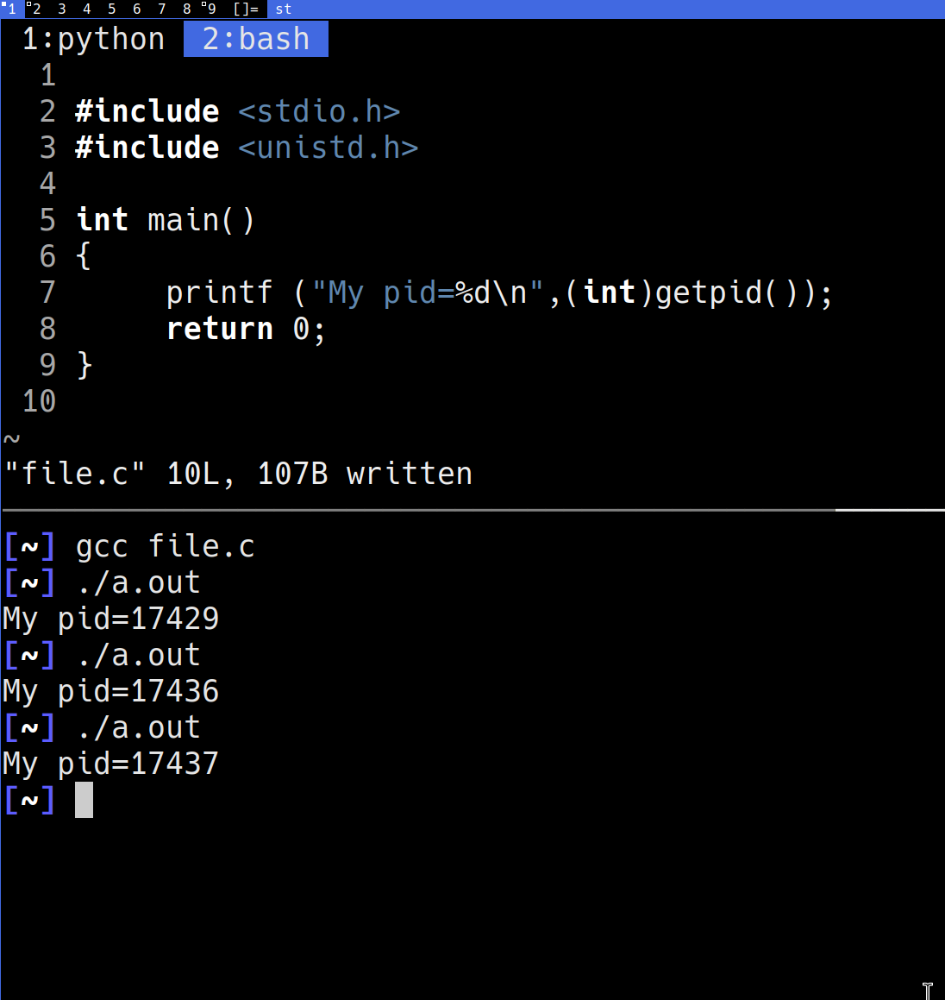 1 2 3 4 5 6 7 8 9 []= st
1:python 2:bash
1
2 #include <stdio.h>
3 #include <unistd.h>
4
5 int main()
6 {
7      printf ("My pid=%d\n",(int)getpid());
8      return 0;
9 }
10
~
"file.c" 10L, 107B written
[~] gcc file.c
[~] ./a.out
My pid=17429
[~] ./a.out
My pid=17436
[~] ./a.out
My pid=17437
[~]